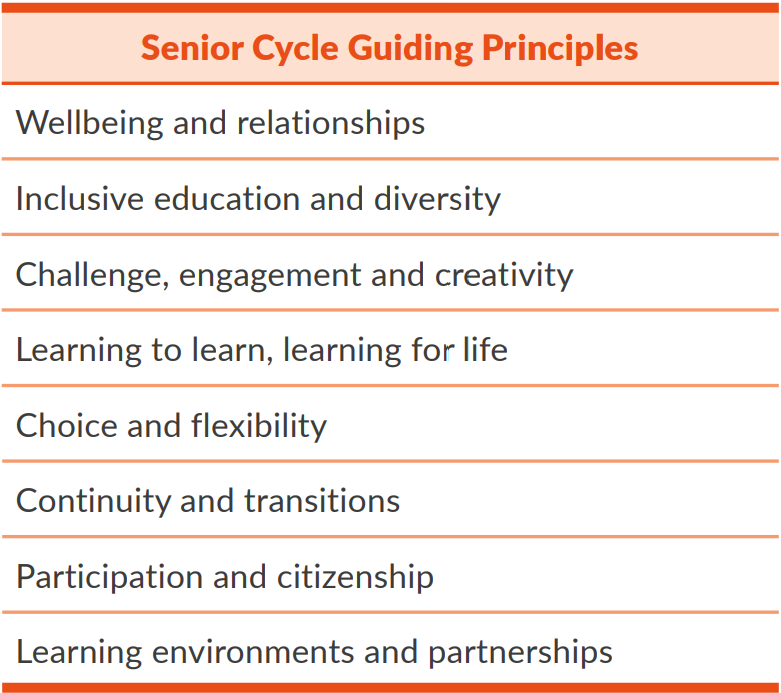 Senior Cycle Guiding Principles
Wellbeing and relationships
Inclusive education and diversity
Challenge, engagement and creativity
Learning to learn, learning for life
Choice and flexibility
Continuity and transitions
Participation and citizenship
Learning environments and partnerships